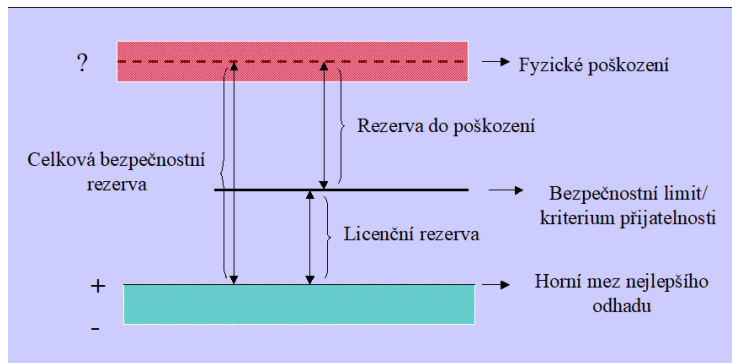 ?
Fyzické poškození
Rezerva do poškození
Celková bezpečnostní
rezerva
Bezpečnostní limit/
kriterium přijatelnosti
Licenční rezerva
+
Horní mez nejlepšího
odhadu
-